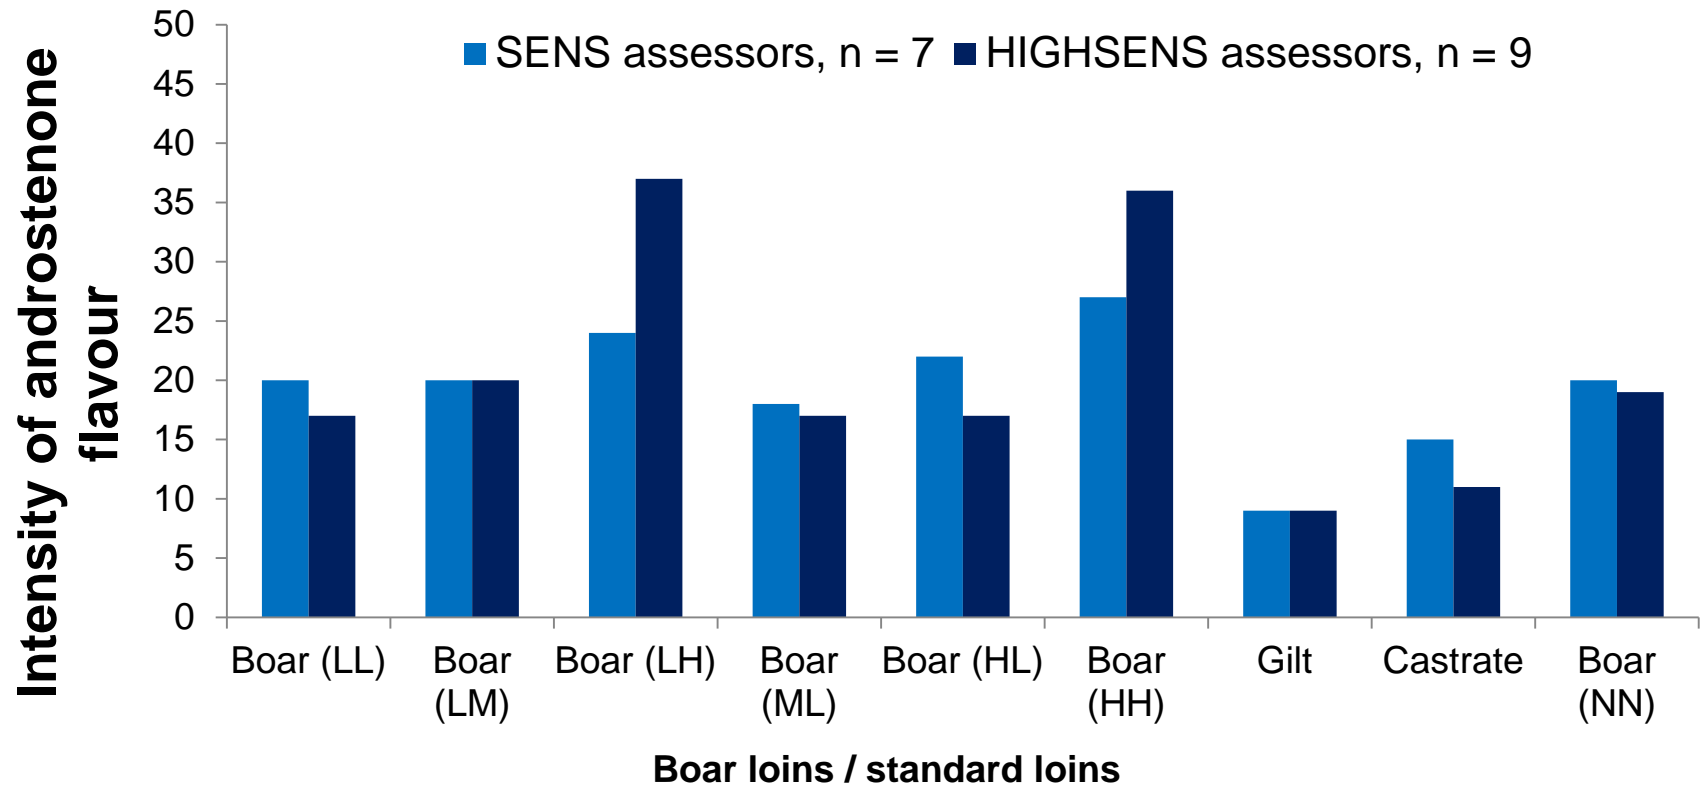 Intensity of androstenone
flavour
50
45
40
35
30
25
20
15
10
5
0
SENS assessors, n = 7 HIGHSENS assessors, n = 9
Boar (LL) Boar (LM) Boar (LH) Boar (ML) Boar (HL) Boar (HH) Gilt Castrate Boar (NN)
Boar loins / standard loins